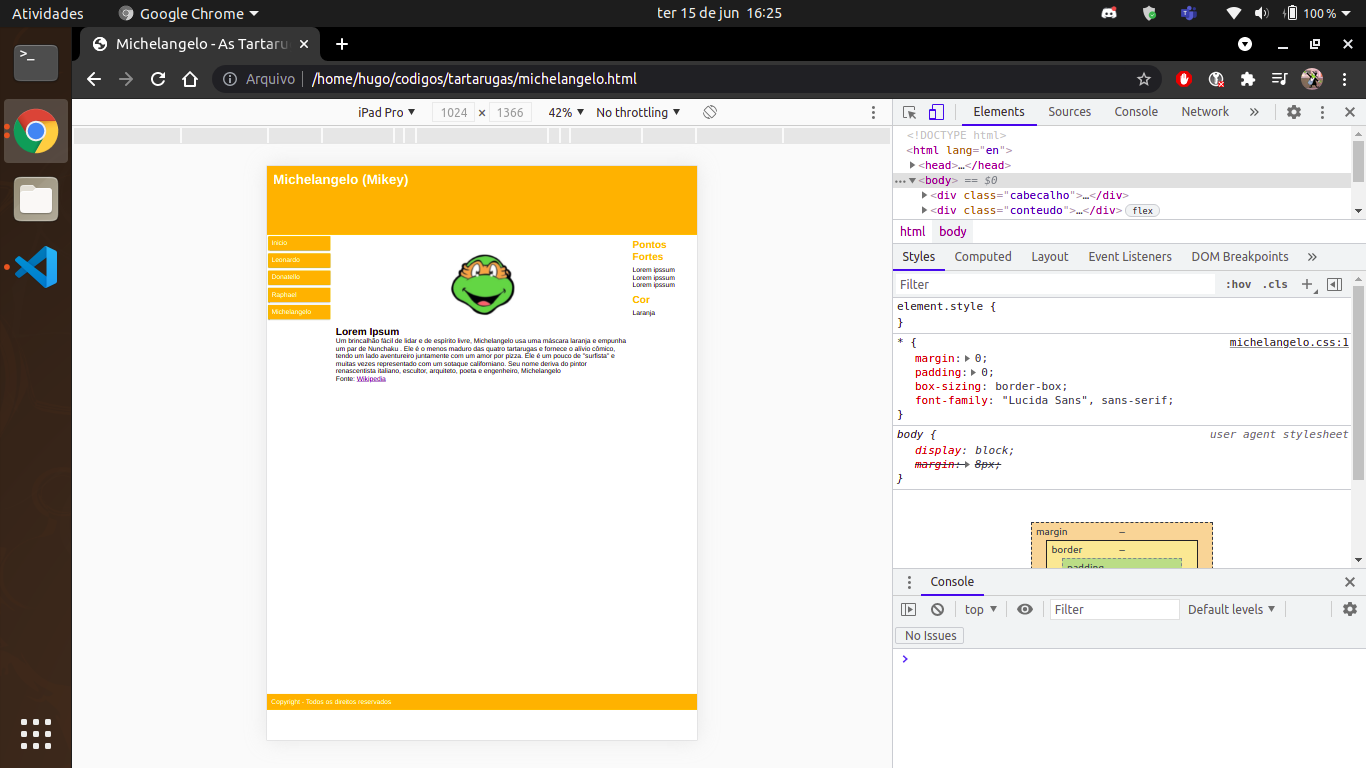 Atividades
Google Chrome
ter 15 de jun 16:25
100 %
Michelangelo - As Tartaru
Arquivo
/home/hugo/codigos/tartarugas/michelangelo.html
iPad Pro
1024 × 1366
42%
No throttling
Elements
Sources
Console
Network
<!DOCTYPE html>
<html lang="en">
<head>…</head>
<body> == $0
<div class="cabecalho">…</div>
<div class="conteudo">…</div>
flex
html
body
Styles
Computed
Layout
Event Listeners
DOM Breakpoints
Filter
:hov
.cls
element.style {
}
* {
michelangelo.css:1
margin: 0;
padding: 0;
box-sizing: border-box;
font-family: "Lucida Sans", sans-serif;
}
body {
user agent stylesheet
display: block;
margin: 8px;
}
margin
–
border
–
padding
Console
top
Filter
Default levels
No Issues
Michelangelo (Mikey)
Início
Leonardo
Donatello
Raphael
Michelangelo
Pontos
Fortes
Lorem ipssum
Lorem ipssum
Lorem ipssum
Cor
Laranja
Lorem Ipsum
Um brincalhão fácil de lidar e de espírito livre, Michelangelo usa uma máscara laranja e empunha
um par de Nunchaku . Ele é o menos maduro das quatro tartarugas e fornece o alívio cômico,
tendo um lado aventureiro juntamente com um amor por pizza. Ele é um pouco de "surfista" e
muitas vezes representado com um sotaque californiano. Seu nome deriva do pintor
renascentista italiano, escultor, arquiteto, poeta e engenheiro, Michelangelo
Fonte: Wikipedia
Copyright - Todos os direitos reservados